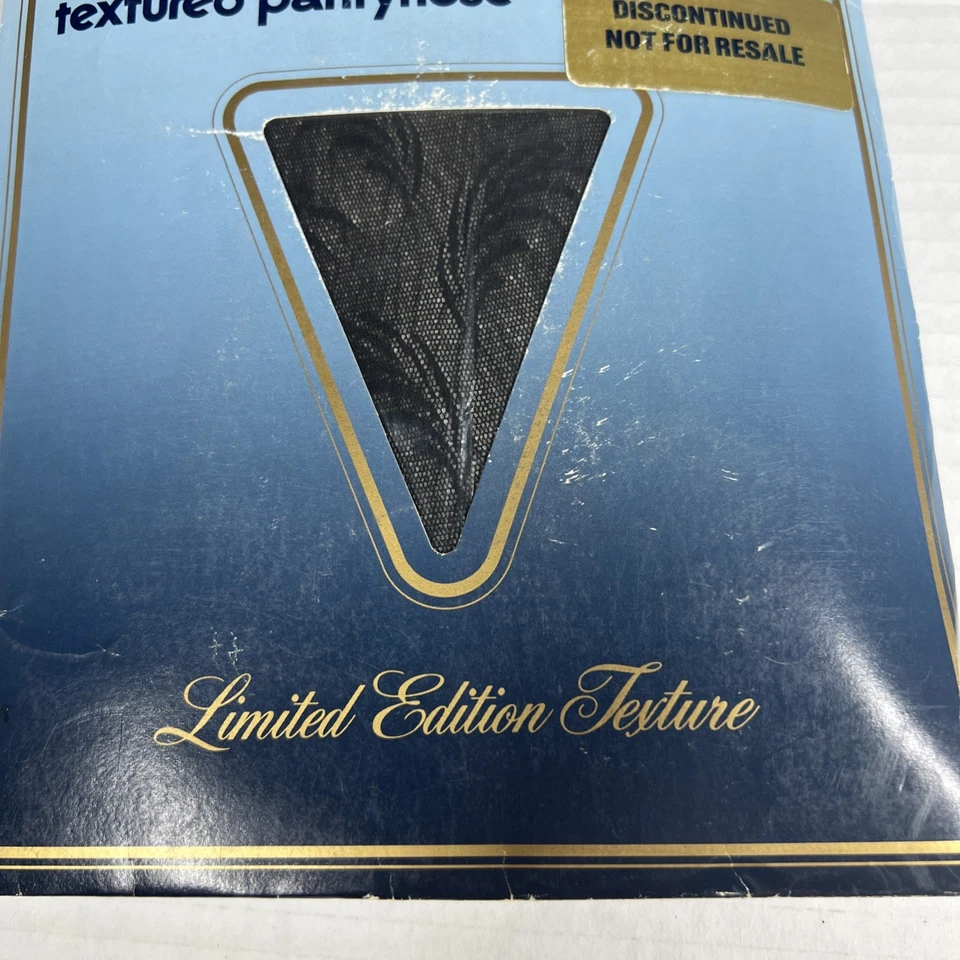 textured pantyhose
DISCONTINUED
NOT FOR RESALE
Limited Edition Texture